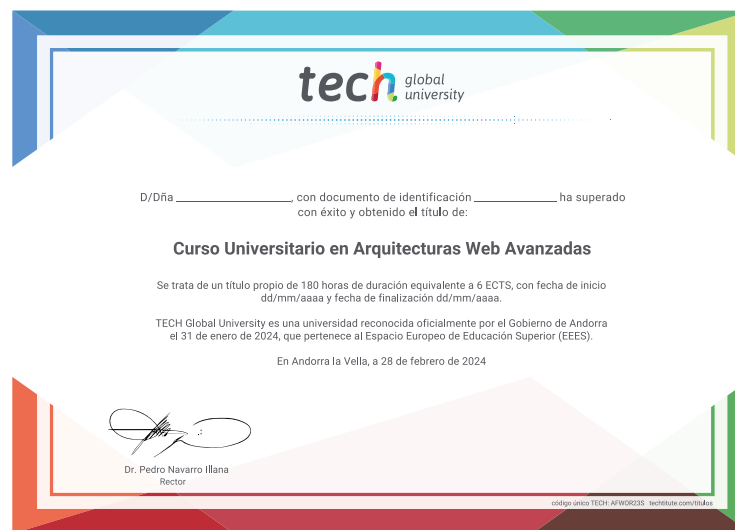 tech global
university
D/Dña ________________, con documento de identificación ____________ ha superado
con éxito y obtenido el título de:
Curso Universitario en Arquitecturas Web Avanzadas
Se trata de un título propio de 180 horas de duración equivalente a 6 ECTS, con fecha de inicio
dd/mm/aaaa y fecha de finalización dd/mm/aaaa.
TECH Global University es una universidad reconocida oficialmente por el Gobierno de Andorra
el 31 de enero de 2024, que pertenece al Espacio Europeo de Educación Superior (EEES).
En Andorra la Vella, a 28 de febrero de 2024
Dr. Pedro Navarro Illana
Rector
código único TECH: AFWOR23S techtitute.com/titulos